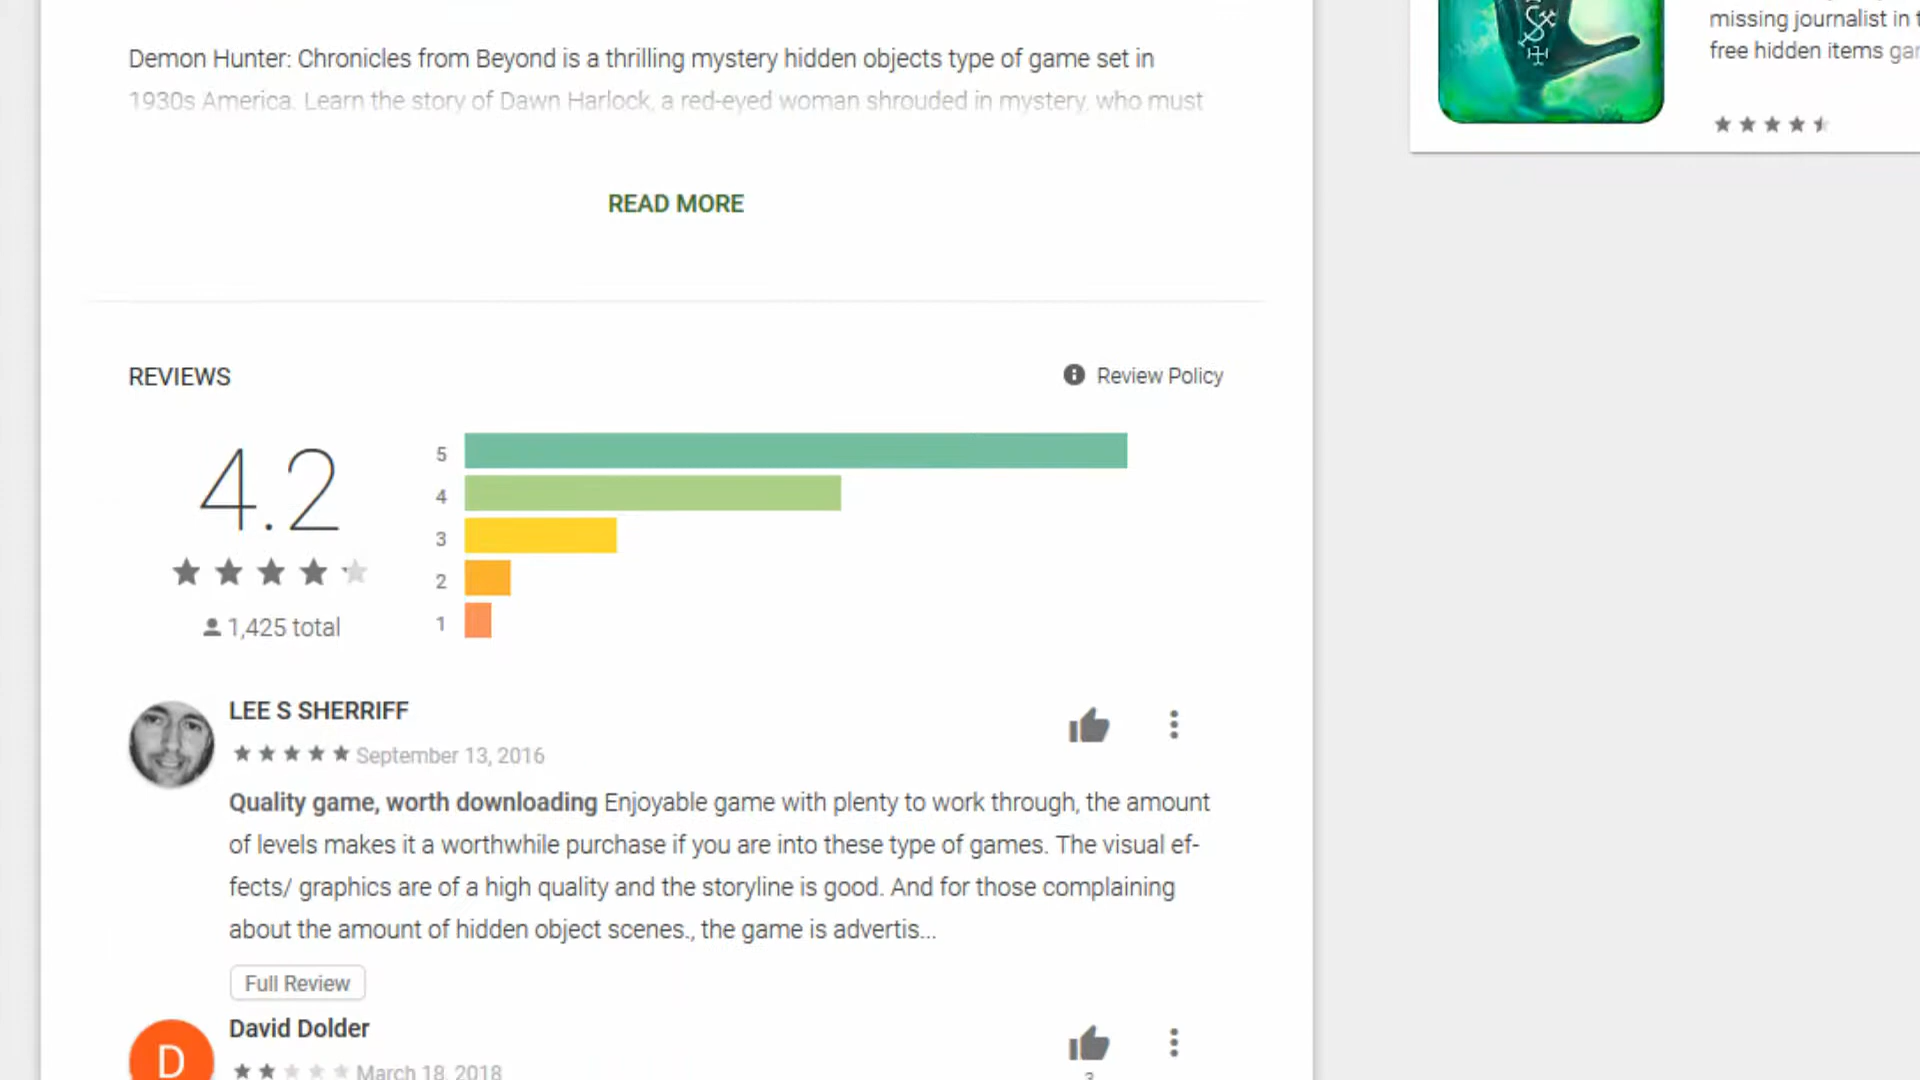 missing journalist in
free hidden items
Demon Hunter: Chronicles from Beyond is a thrilling mystery hidden objects type of game set in
1930s America. Learn the story of Dawn Harlock, a red-eyed woman shrouded in mystery, who must
READ MORE
REVIEWS
Review Policy
4.2
1,425 total
5
4
3
2
1
LEE S SHERRIFF
September 13, 2016
Quality game, worth downloading Enjoyable game with plenty to work through, the amount
of levels makes it a worthwhile purchase if you are into these type of games. The visual ef-
fects/ graphics are of a high quality and the storyline is good. And for those complaining
about the amount of hidden object scenes., the game is advertis...
Full Review
David Dolder
D
March 18, 2018